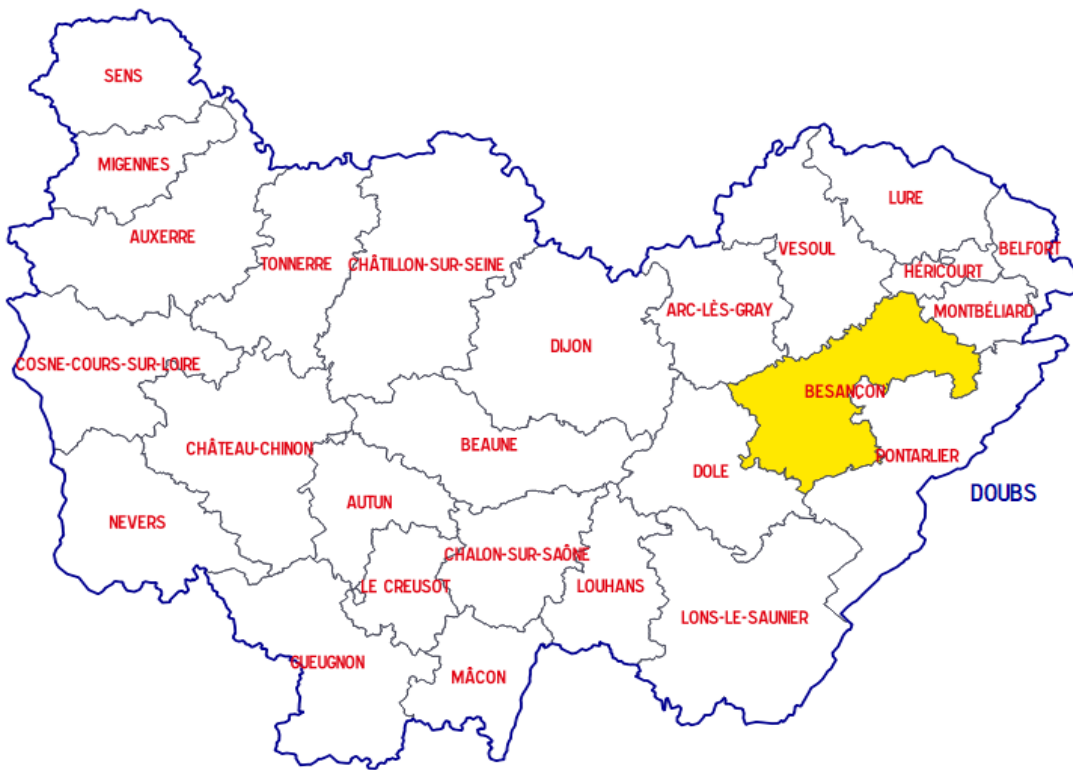 SENS
MIGENNES
LURE
AUXERRE
VESOUL
BELFORT
TONNERRE
CHÂTILLON-SUR-SEINE
HÉRICOURT
ARC-LÈS-GRAY
MONTBÉLIARD
DIJON
COSNE-COURS-SUR-LOIRE
BESANÇON
BEAUNE
CHÂTEAU-CHINON
PONTARLIER
DOLE
DOUBS
AUTUN
NEVERS
CHALON-SUR-SAÔNE
LE CREUSOT
LOUHANS
LONS-LE-SAUNIER
GUEUGNON
MÂCON